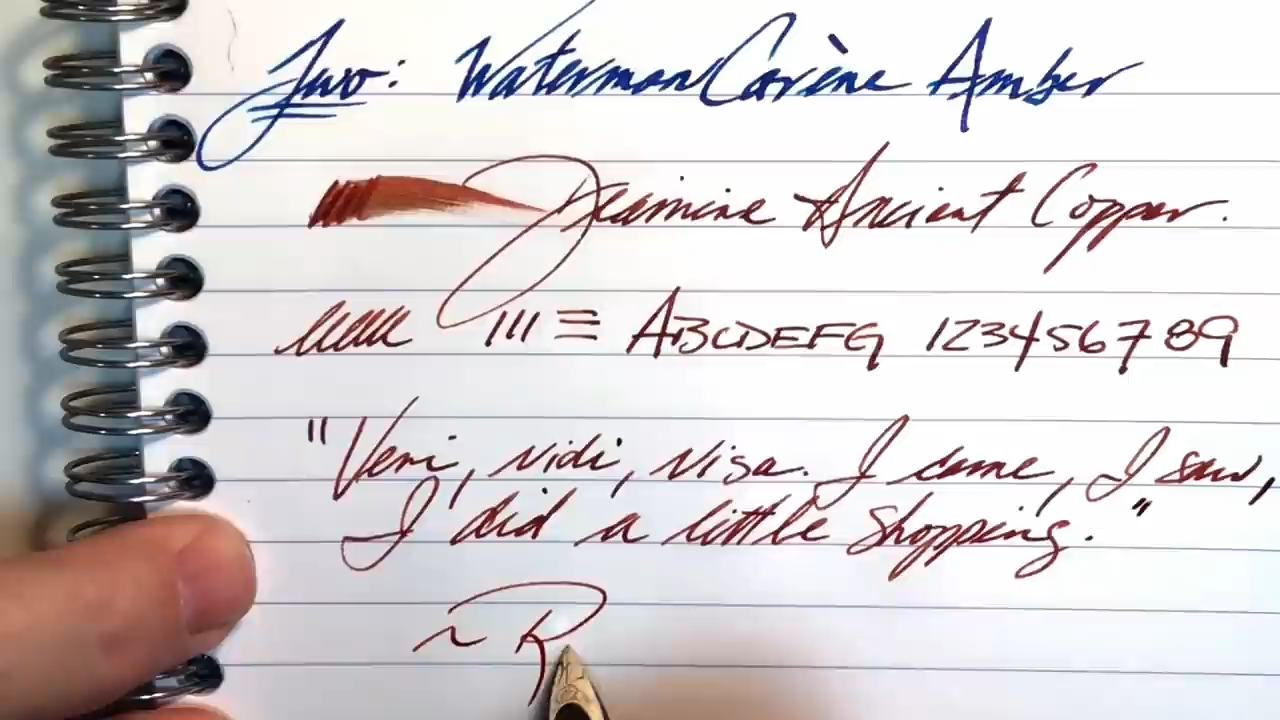 Two: Waterman Carène Amber
Diamine Ancient Copper.
ABCDEFG 123456789
"Veni, vidi, visa. I came, I saw,
I did a little shopping."
~ R